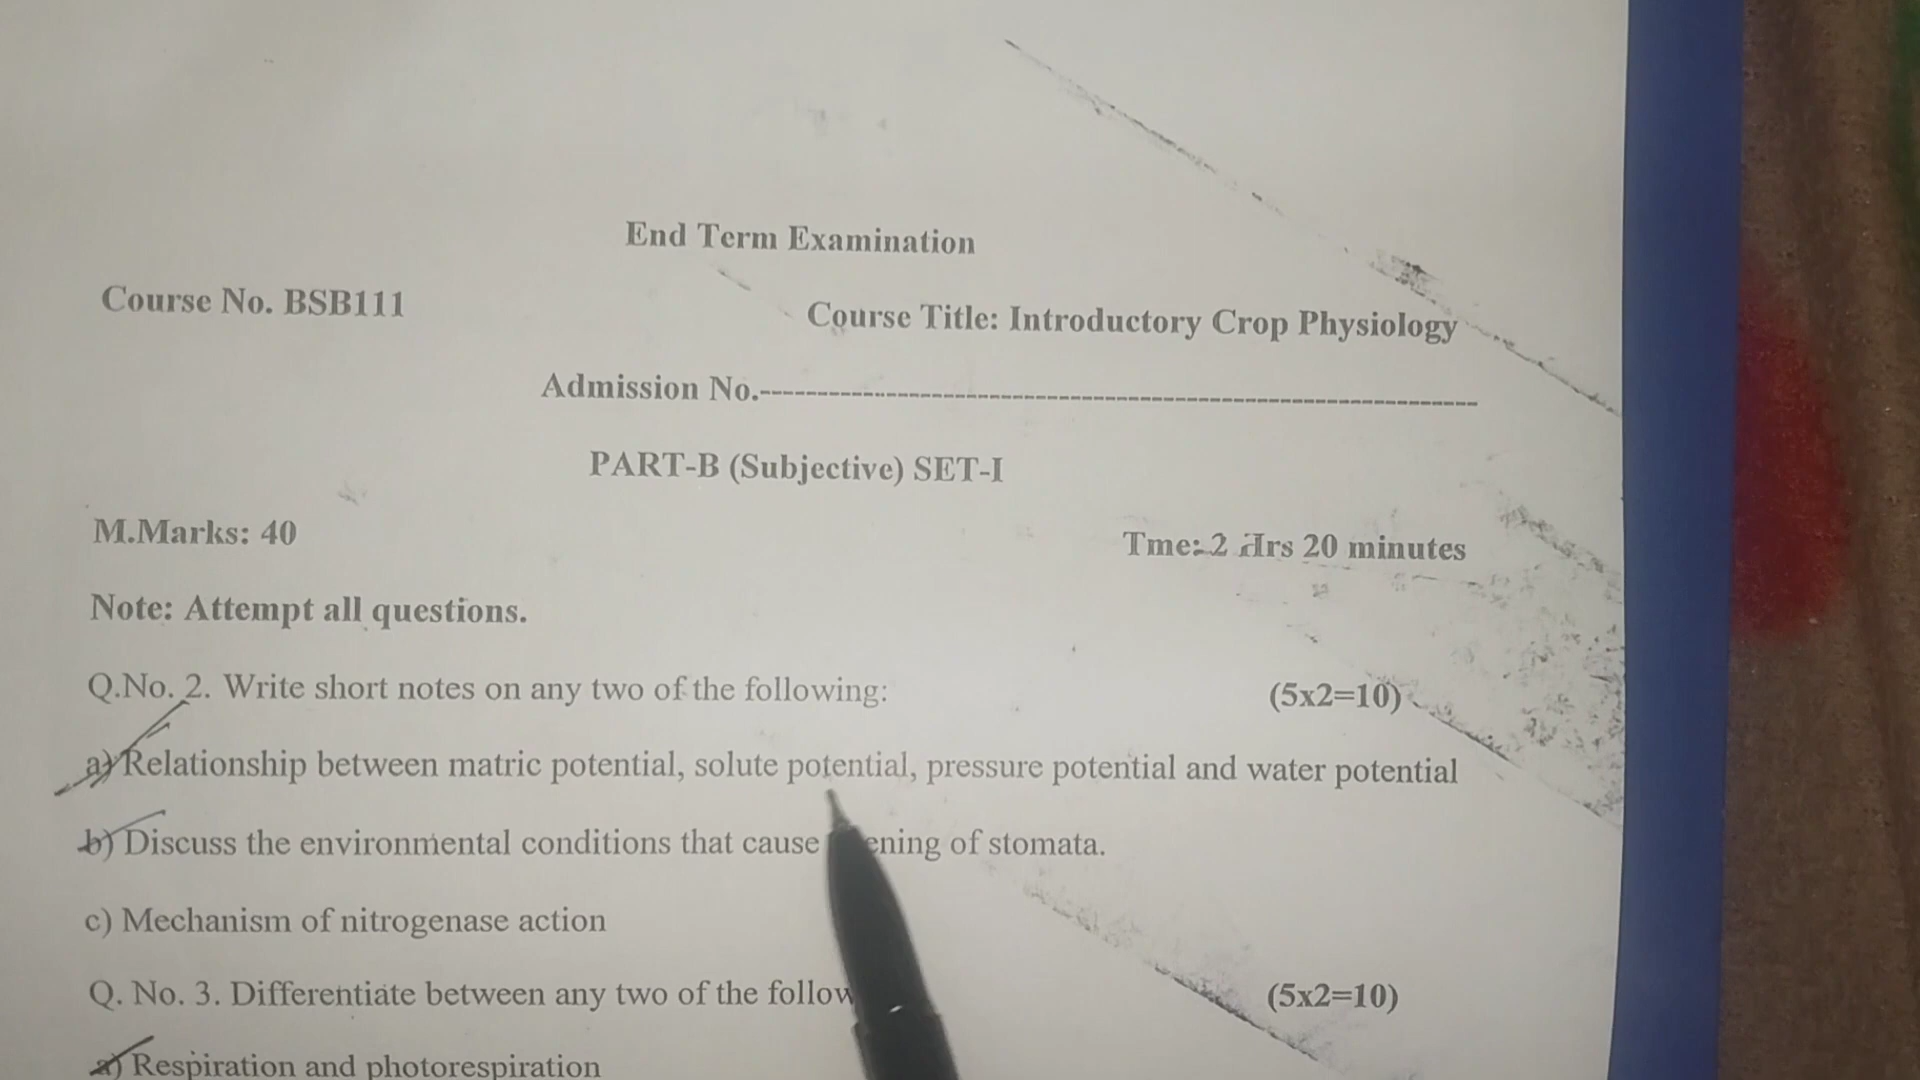 End Term Examination
Course No. BSB111
Course Title: Introductory Crop Physiology
Admission No.-----------------------------------------------------------------------------
PART-B (Subjective) SET-I
M.Marks: 40
Tme: 2 Hrs 20 minutes
Note: Attempt all questions.
Q.No. 2. Write short notes on any two of the following: (5x2=10)
a) Relationship between matric potential, solute potential, pressure potential and water potential
b) Discuss the environmental conditions that cause of stomata.
c) Mechanism of nitrogenase action
Q. No. 3. Differentiate between any two of the (5x2=10)
a) Respiration and photorespiration